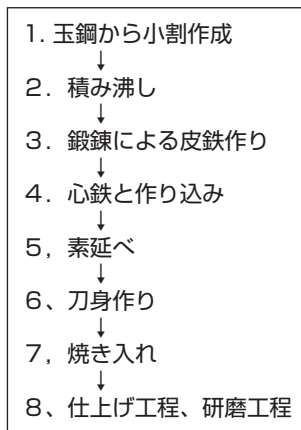 1. 玉鋼から小割作成
↓
2．積み沸し
↓
3．鍛錬による皮鉄作り
↓
4．心鉄と作り込み
↓
5，素延べ
↓
6、刀身作り
↓
7，焼き入れ
↓
8、仕上げ工程、研磨工程